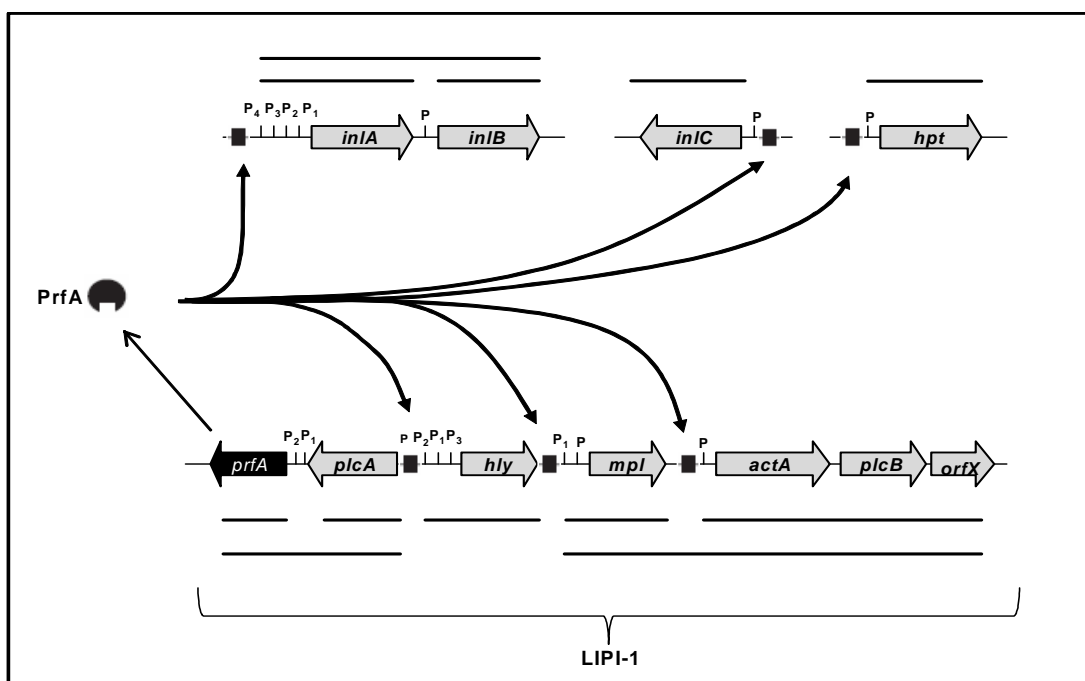 P4 P3 P2 P1 P P P
inlA inlB inlC hpt
PrfA
P2 P1 P P2 P1 P3 P1 P P
prfA plcA hly mpl actA plcB orfX
LIPI-1